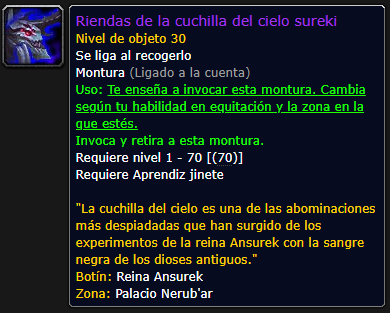 Riendas de la cuchilla del cielo sureki
Nivel de objeto 30
Se liga al recogerlo
Montura (Ligado a la cuenta)
Uso: Te enseña a invocar esta montura. Cambia
según tu habilidad en equitación y la zona en la
que estés.
Invoca y retira a esta montura.
Requiere nivel 1 - 70 [(70)]
Requiere Aprendiz jinete
"La cuchilla del cielo es una de las abominaciones
más despiadadas que han surgido de los
experimentos de la reina Ansurek con la sangre
negra de los dioses antiguos."
Botín: Reina Ansurek
Zona: Palacio Nerub'ar